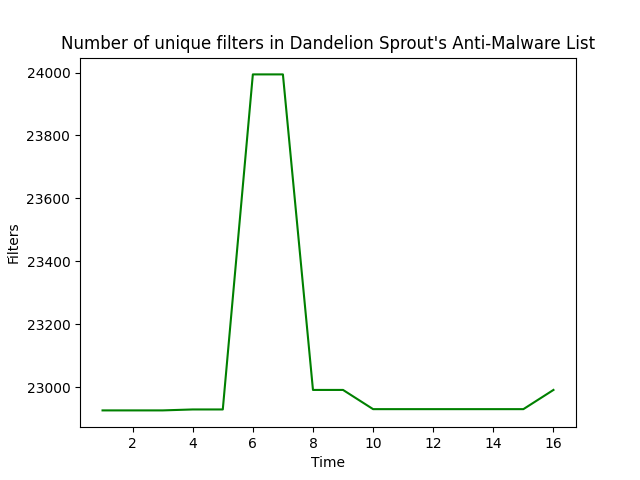 Number of unique filters in Dandelion Sprout's Anti-Malware List
24000
23800
23600
23400
23200
23000
Filters
2 4 6 8 10 12 14 16
Time